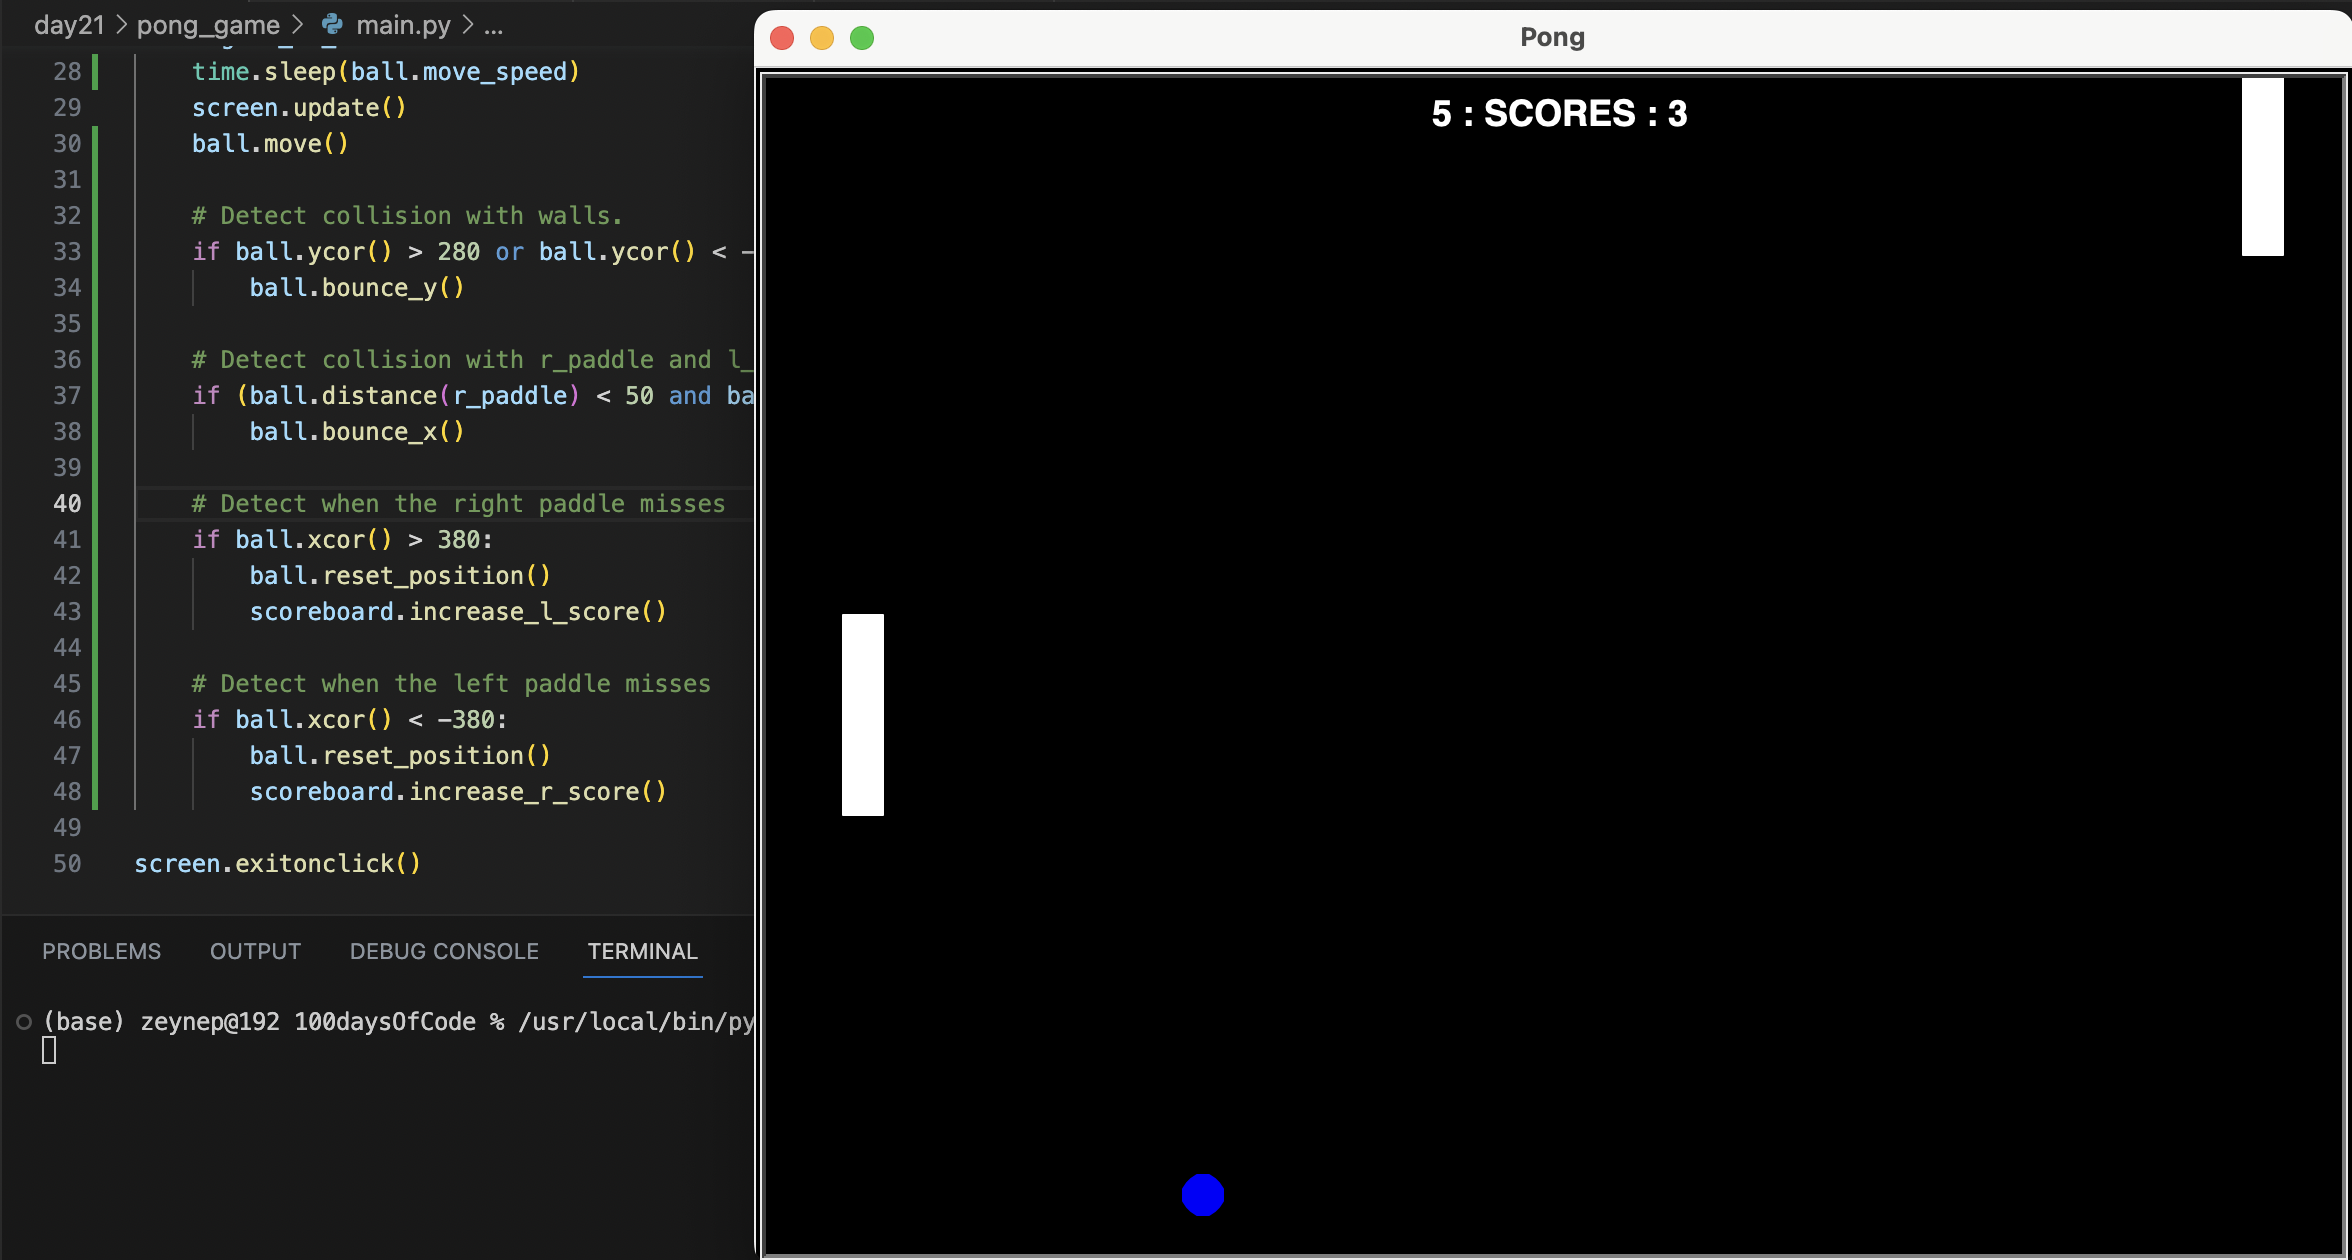 day21 > pong_game > main.py > ...
28 time.sleep(ball.move_speed)
29 screen.update()
30 ball.move()
31
32 # Detect collision with walls.
33 if ball.ycor() > 280 or ball.ycor() < -
34 ball.bounce_y()
35
36 # Detect collision with r_paddle and l_
37 if (ball.distance(r_paddle) < 50 and ba
38 ball.bounce_x()
39
40 # Detect when the right paddle misses
41 if ball.xcor() > 380:
42 ball.reset_position()
43 scoreboard.increase_l_score()
44
45 # Detect when the left paddle misses
46 if ball.xcor() < -380:
47 ball.reset_position()
48 scoreboard.increase_r_score()
49
50 screen.exitonclick()
PROBLEMS OUTPUT DEBUG CONSOLE TERMINAL
(base) zeynep@192 100daysOfCode % /usr/local/bin/py
Pong
5 : SCORES : 3